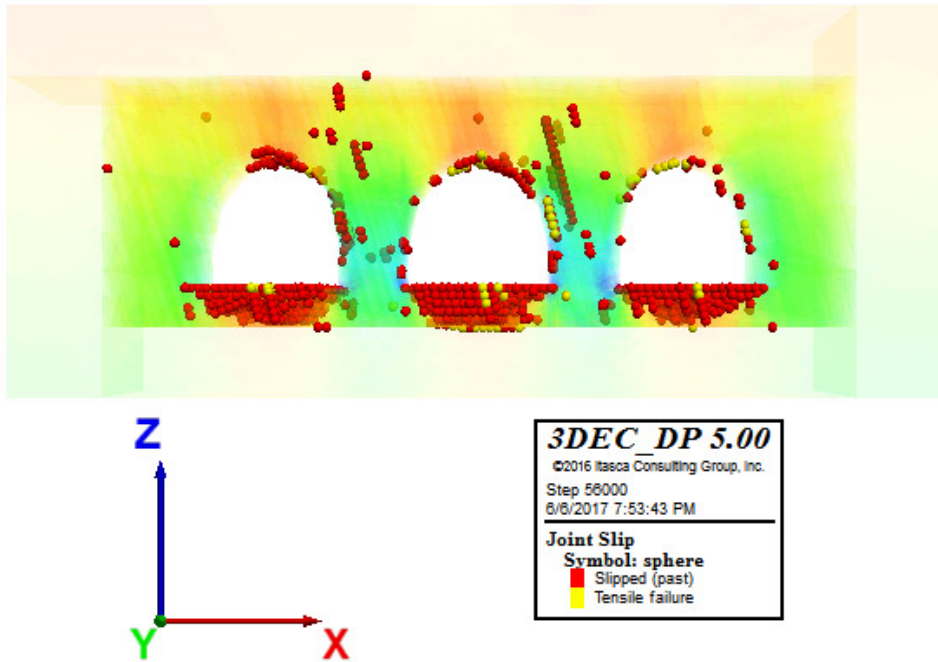 Z
3DEC_DP 5.00
©2016 Itasca Consulting Group, Inc.
Step 56000
6/6/2017 7:53:43 PM
Joint Slip
Symbol: sphere
Slipped (past)
Tensile failure
Y
X